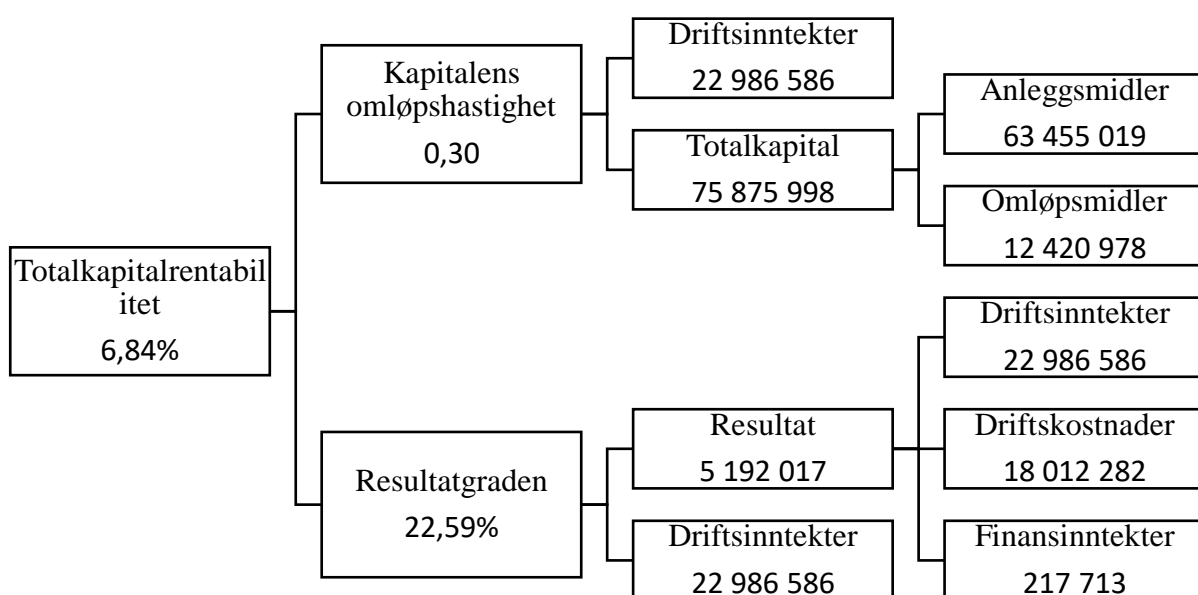 Totalkapitalrentabil
itet
6,84%
Kapitalens
omløpshastighet
0,30
Driftsinntekter
22 986 586
Totalkapital
75 875 998
Anleggsmidler
63 455 019
Omløpsmidler
12 420 978
Resultatgraden
22,59%
Resultat
5 192 017
Driftsinntekter
22 986 586
Driftsinntekter
22 986 586
Driftskostnader
18 012 282
Finansinntekter
217 713